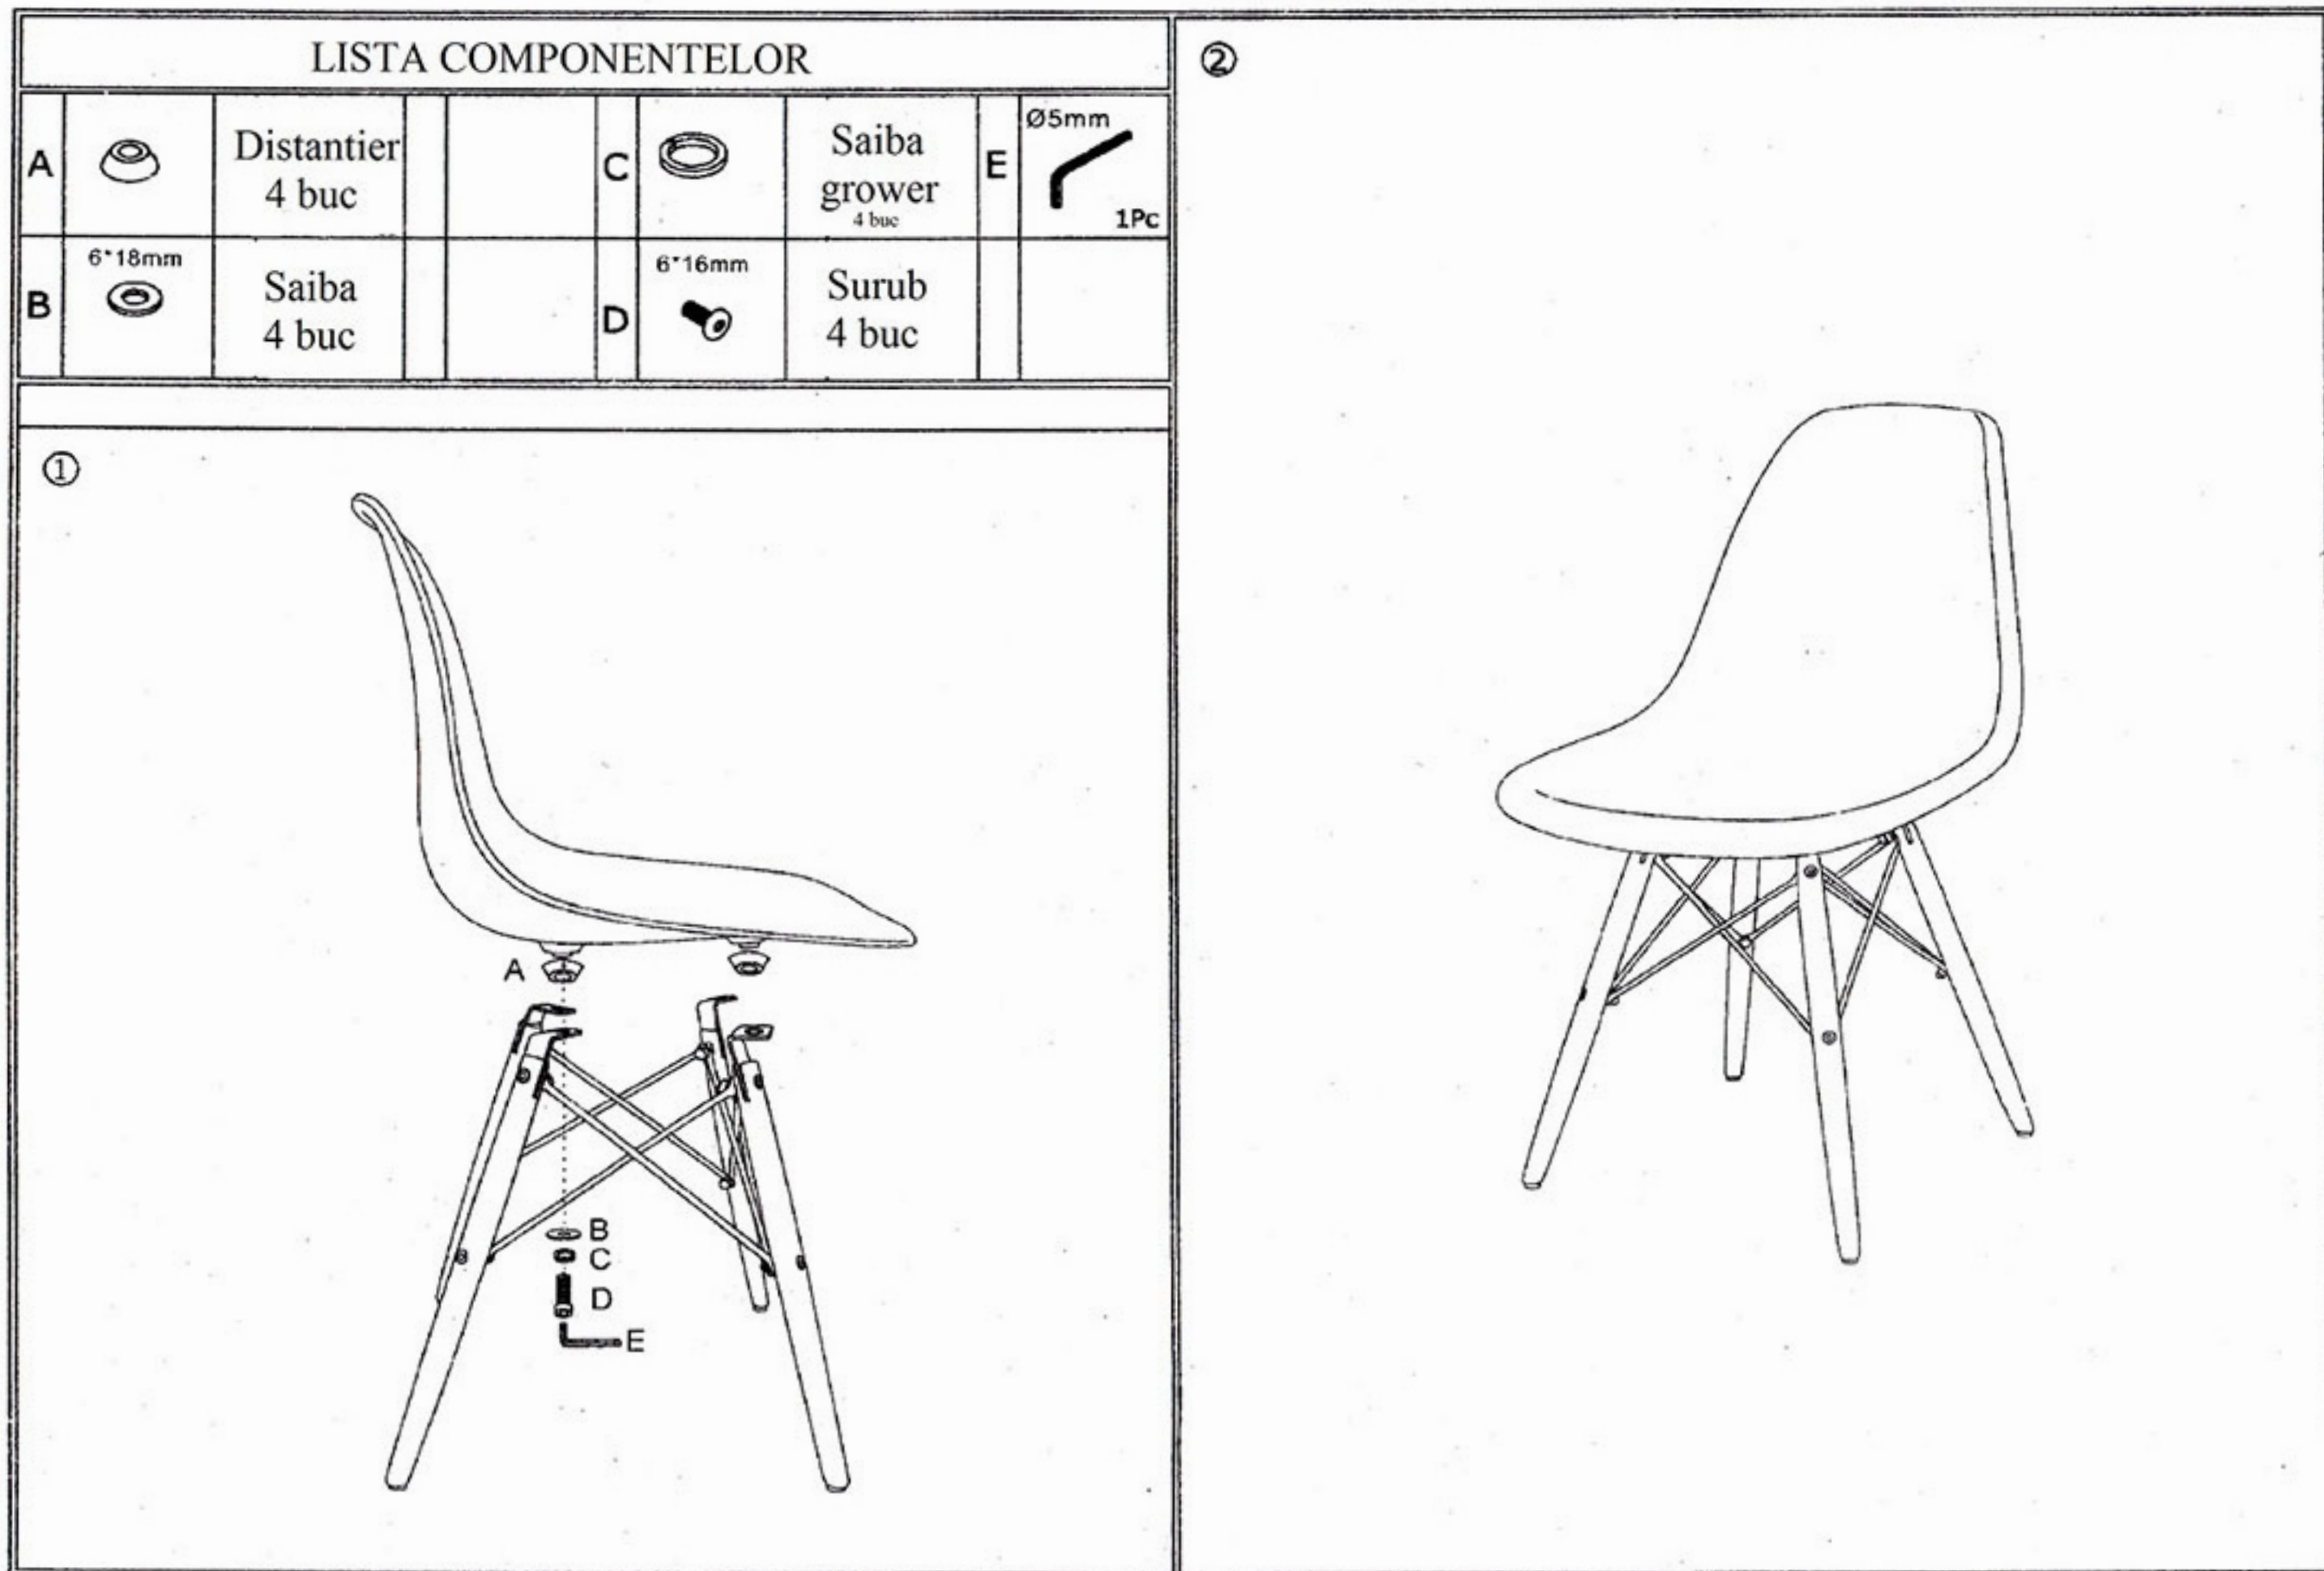 LISTA COMPONENTELOR
A
Distantier
4 buc
C
Saiba
grower
4 buc
E
Ø5mm
1Pc
B
6*18mm
Saiba
4 buc
D
6*16mm
Surub
4 buc
①
A
B
C
D
E
②